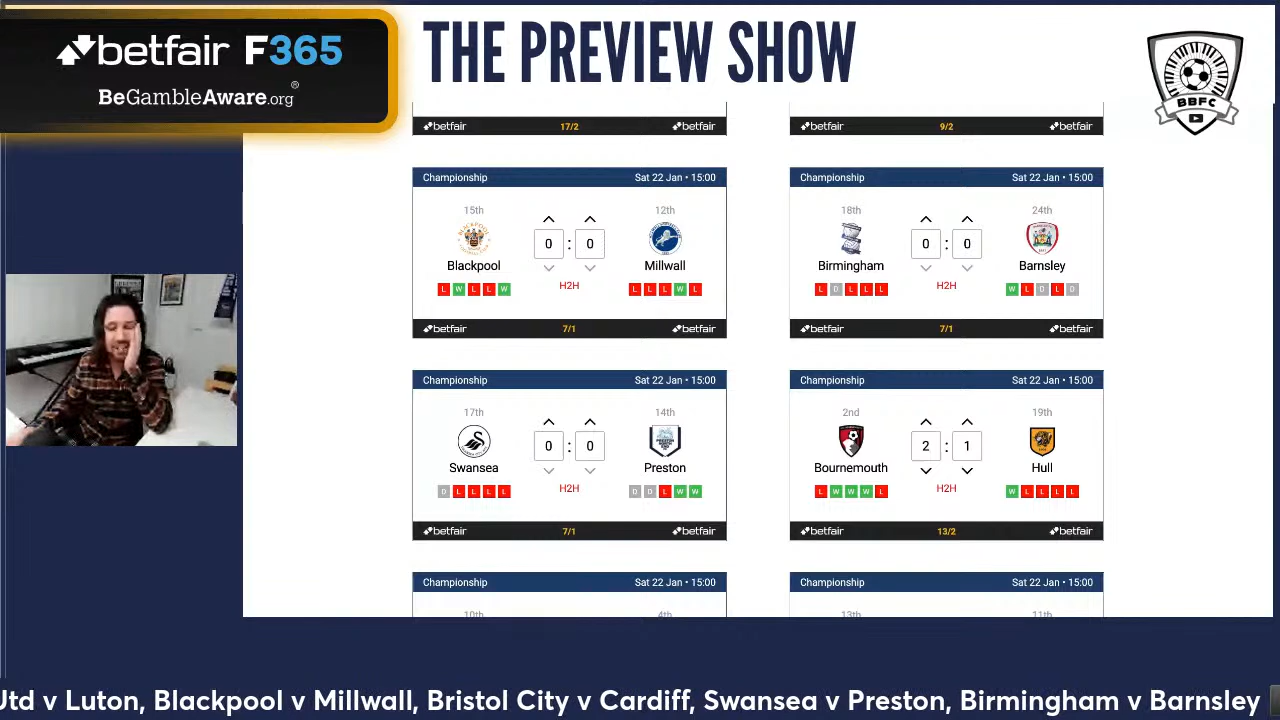 betfair F365
BeGambleAware.org®
THE PREVIEW SHOW
BBFC
betfair 17/2 betfair
betfair 9/2 betfair
Championship Sat 22 Jan • 15:00
15th 12th
0 : 0
Blackpool Millwall
L W L L W H2H L L L W L
betfair 7/1 betfair
Championship Sat 22 Jan • 15:00
18th 24th
0 : 0
Birmingham Barnsley
L D L L L H2H W L D L D
betfair 7/1 betfair
Championship Sat 22 Jan • 15:00
17th 14th
0 : 0
Swansea Preston
D L L L L H2H D D L W W
betfair 7/1 betfair
Championship Sat 22 Jan • 15:00
2nd 19th
2 : 1
Bournemouth Hull
L W W W L H2H W L L L L
betfair 13/2 betfair
Championship Sat 22 Jan • 15:00
10th 4th
Championship Sat 22 Jan • 15:00
13th 11th
Utd v Luton, Blackpool v Millwall, Bristol City v Cardiff, Swansea v Preston, Birmingham v Barnsley